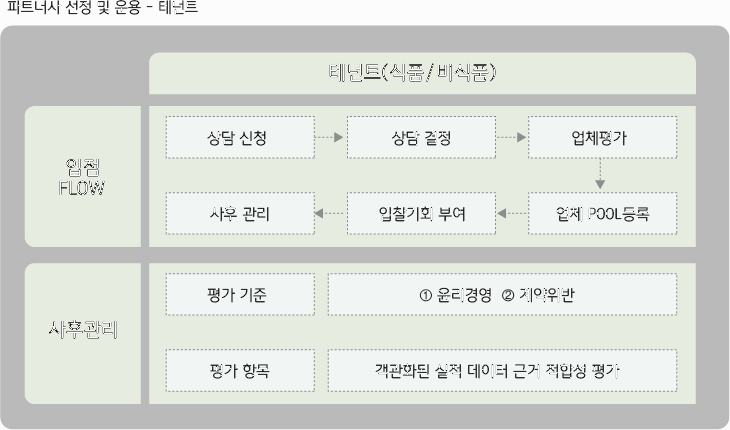 파트너사 선정 및 운용 - 테넌트
테넌트(식품/비식품)
입점
FLOW
상담 신청
상담 결정
업체평가
업체 POOL등록
입찰기회 부여
사후 관리
사후관리
평가 기준
① 윤리경영 ② 계약위반
평가 항목
객관화된 실적 데이터 근거 적합성 평가